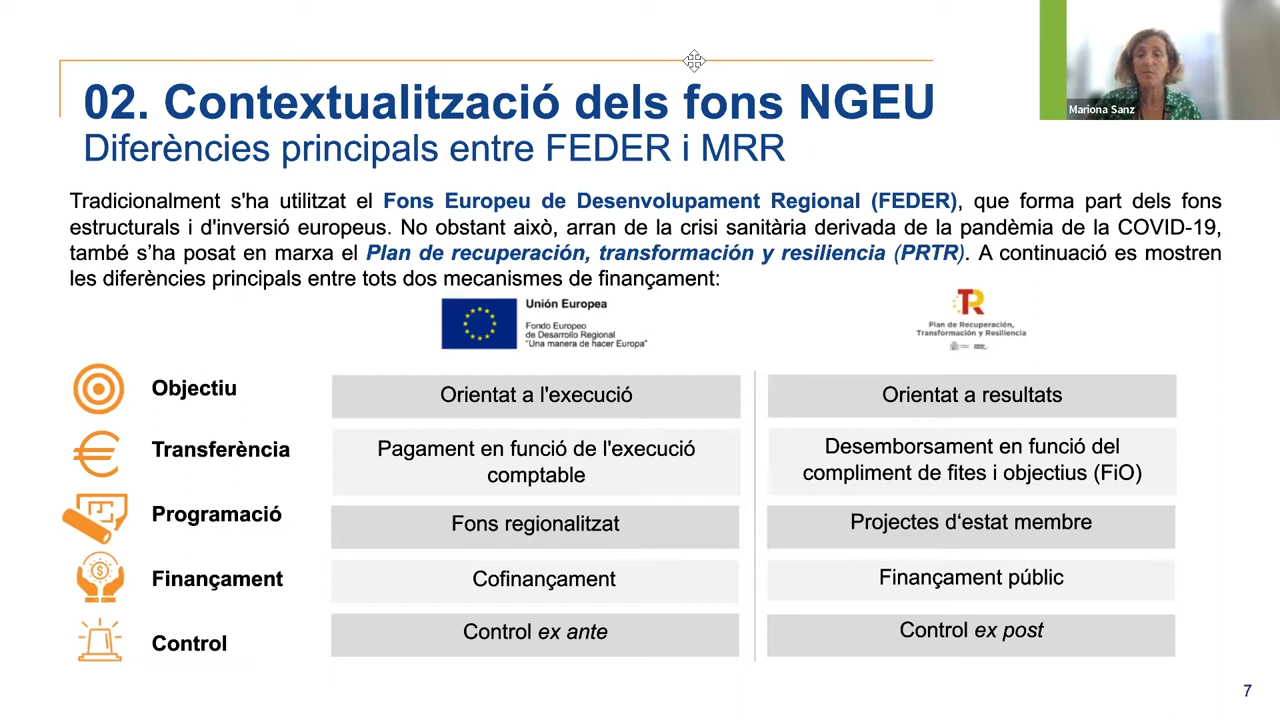 02. Contextualització dels fons NGEU
Diferències principals entre FEDER i MRR
Mariona Sanz
Tradicionalment s'ha utilitzat el Fons Europeu de Desenvolupament Regional (FEDER), que forma part dels fons
estructurals i d'inversió europeus. No obstant això, arran de la crisi sanitària derivada de la pandèmia de la COVID-19,
també s’ha posat en marxa el Plan de recuperación, transformación y resiliencia (PRTR). A continuació es mostren
les diferències principals entre tots dos mecanismes de finançament:
Unión Europea
Fondo Europeo
de Desarrollo Regional
"Una manera de hacer Europa"
TR
Plan de Recuperación,
Transformación y Resiliencia
Objectiu
Orientat a l'execució
Orientat a resultats
Transferència
Pagament en funció de l'execució
comptable
Desemborsament en funció del
compliment de fites i objectius (FiO)
Programació
Fons regionalitzat
Projectes d‘estat membre
Finançament
Cofinançament
Finançament públic
Control
Control ex ante
Control ex post
7